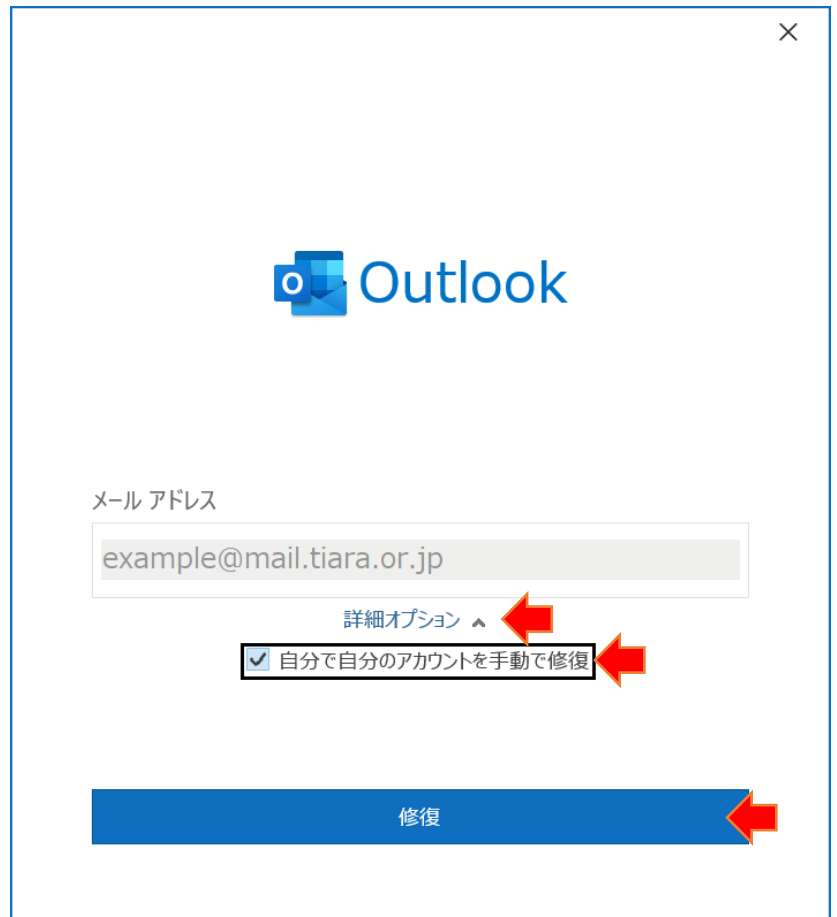 Outlook
メール アドレス
example@mail.tiara.or.jp
詳細オプション
自分で自分のアカウントを手動で修復
修復